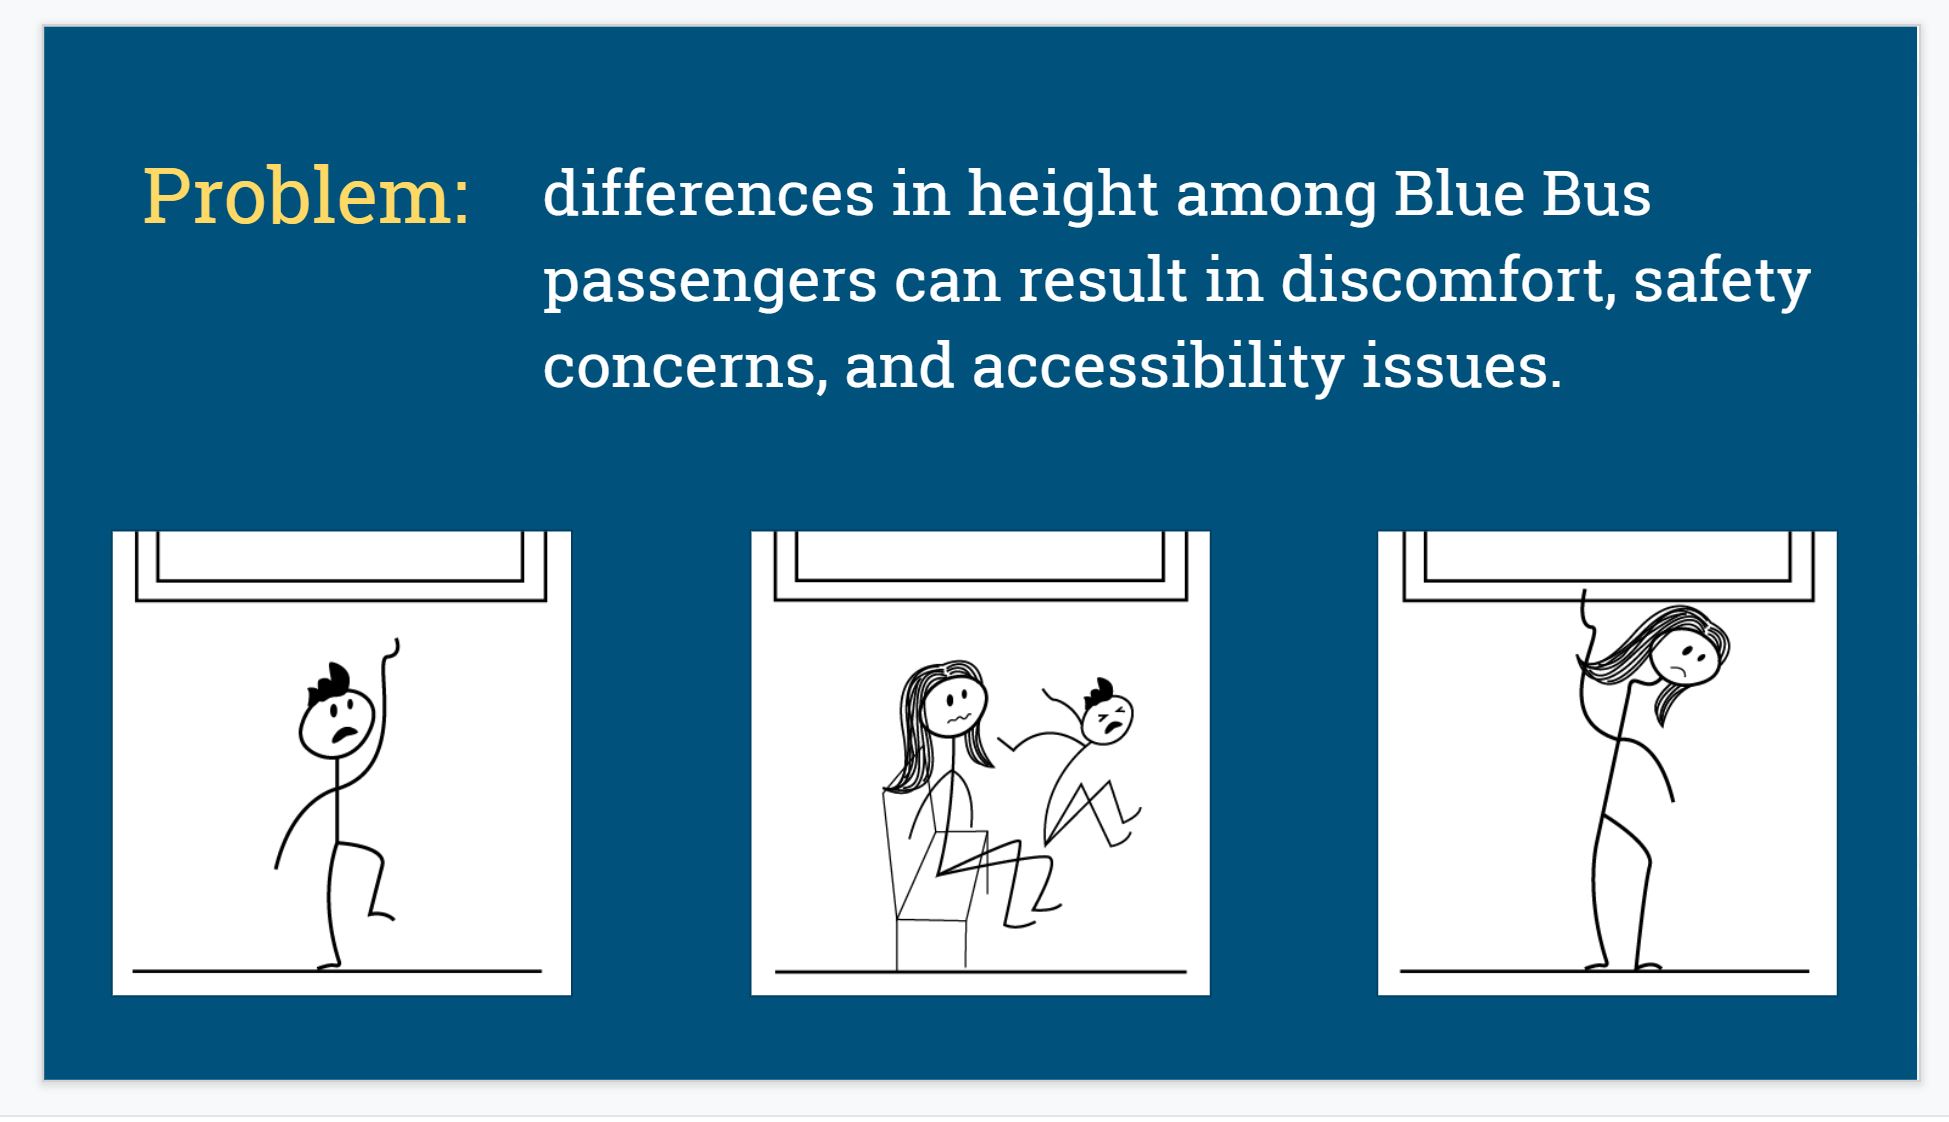 Problem:
differences in height among Blue Bus
passengers can result in discomfort, safety
concerns, and accessibility issues.